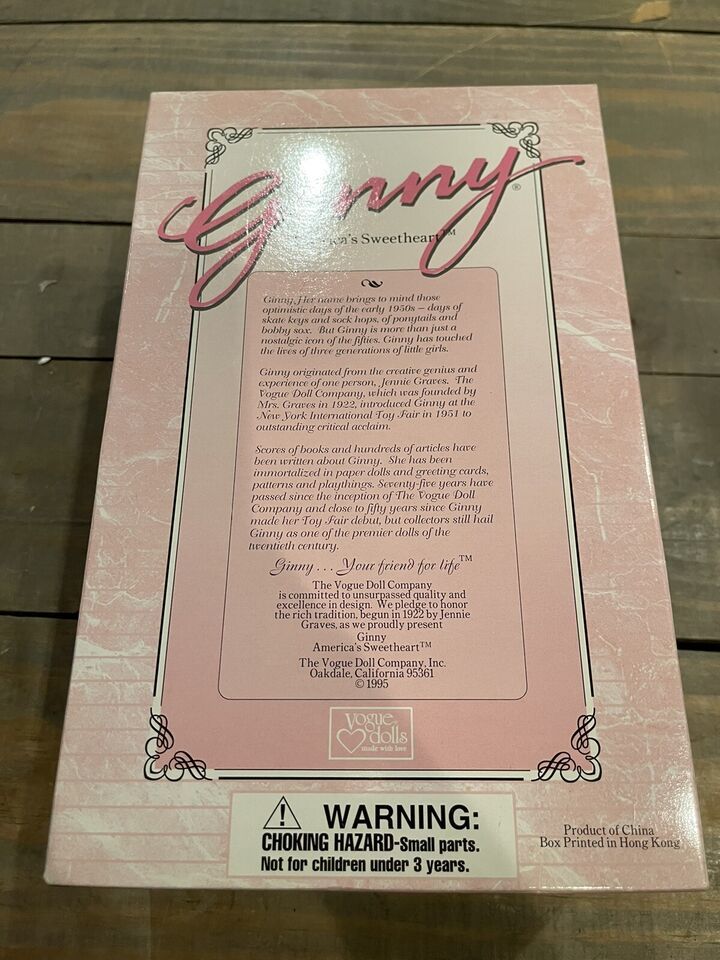 Ginny®
America's Sweetheart™
Ginny, Her name brings to mind those
optimistic days of the early 1950s – days of
skate keys and sock hops, of ponytails and
bobby sox. But Ginny is more than just a
nostalgic icon of the fifties. Ginny has touched
the lives of three generations of little girls.
Ginny originated from the creative genius and
experience of one person, Jennie Graves. The
Vogue Doll Company, which was founded by
Mrs. Graves in 1922, introduced Ginny at the
New York International Toy Fair in 1951 to
outstanding critical acclaim.
Scores of books and hundreds of articles have
been written about Ginny. She has been
immortalized in paper dolls and greeting cards,
patterns and playthings. Seventy-five years have
passed since the inception of The Vogue Doll
Company and close to fifty years since Ginny
made her Toy Fair debut, but collectors still hail
Ginny as one of the premier dolls of the
twentieth century.
Ginny . . . Your friend for life™
The Vogue Doll Company
is committed to unsurpassed quality and
excellence in design. We pledge to honor
the rich tradition, begun in 1922 by Jennie
Graves, as we proudly present
Ginny
America's Sweetheart™
The Vogue Doll Company, Inc.
Oakdale, California 95361
© 1995
Vogue®
dolls
made with love
WARNING:
CHOKING HAZARD-Small parts.
Not for children under 3 years.
Product of China
Box Printed in Hong Kong